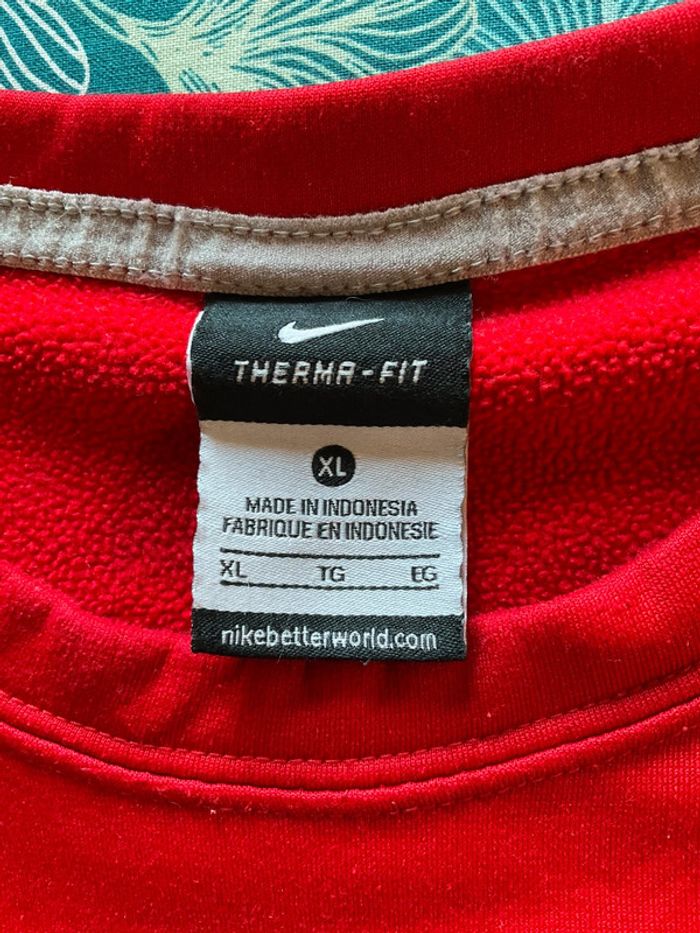 THERMA-FIT
XL
MADE IN INDONESIA
FABRIQUE EN INDONESIE
XL TG EG
nikebetterworld.com